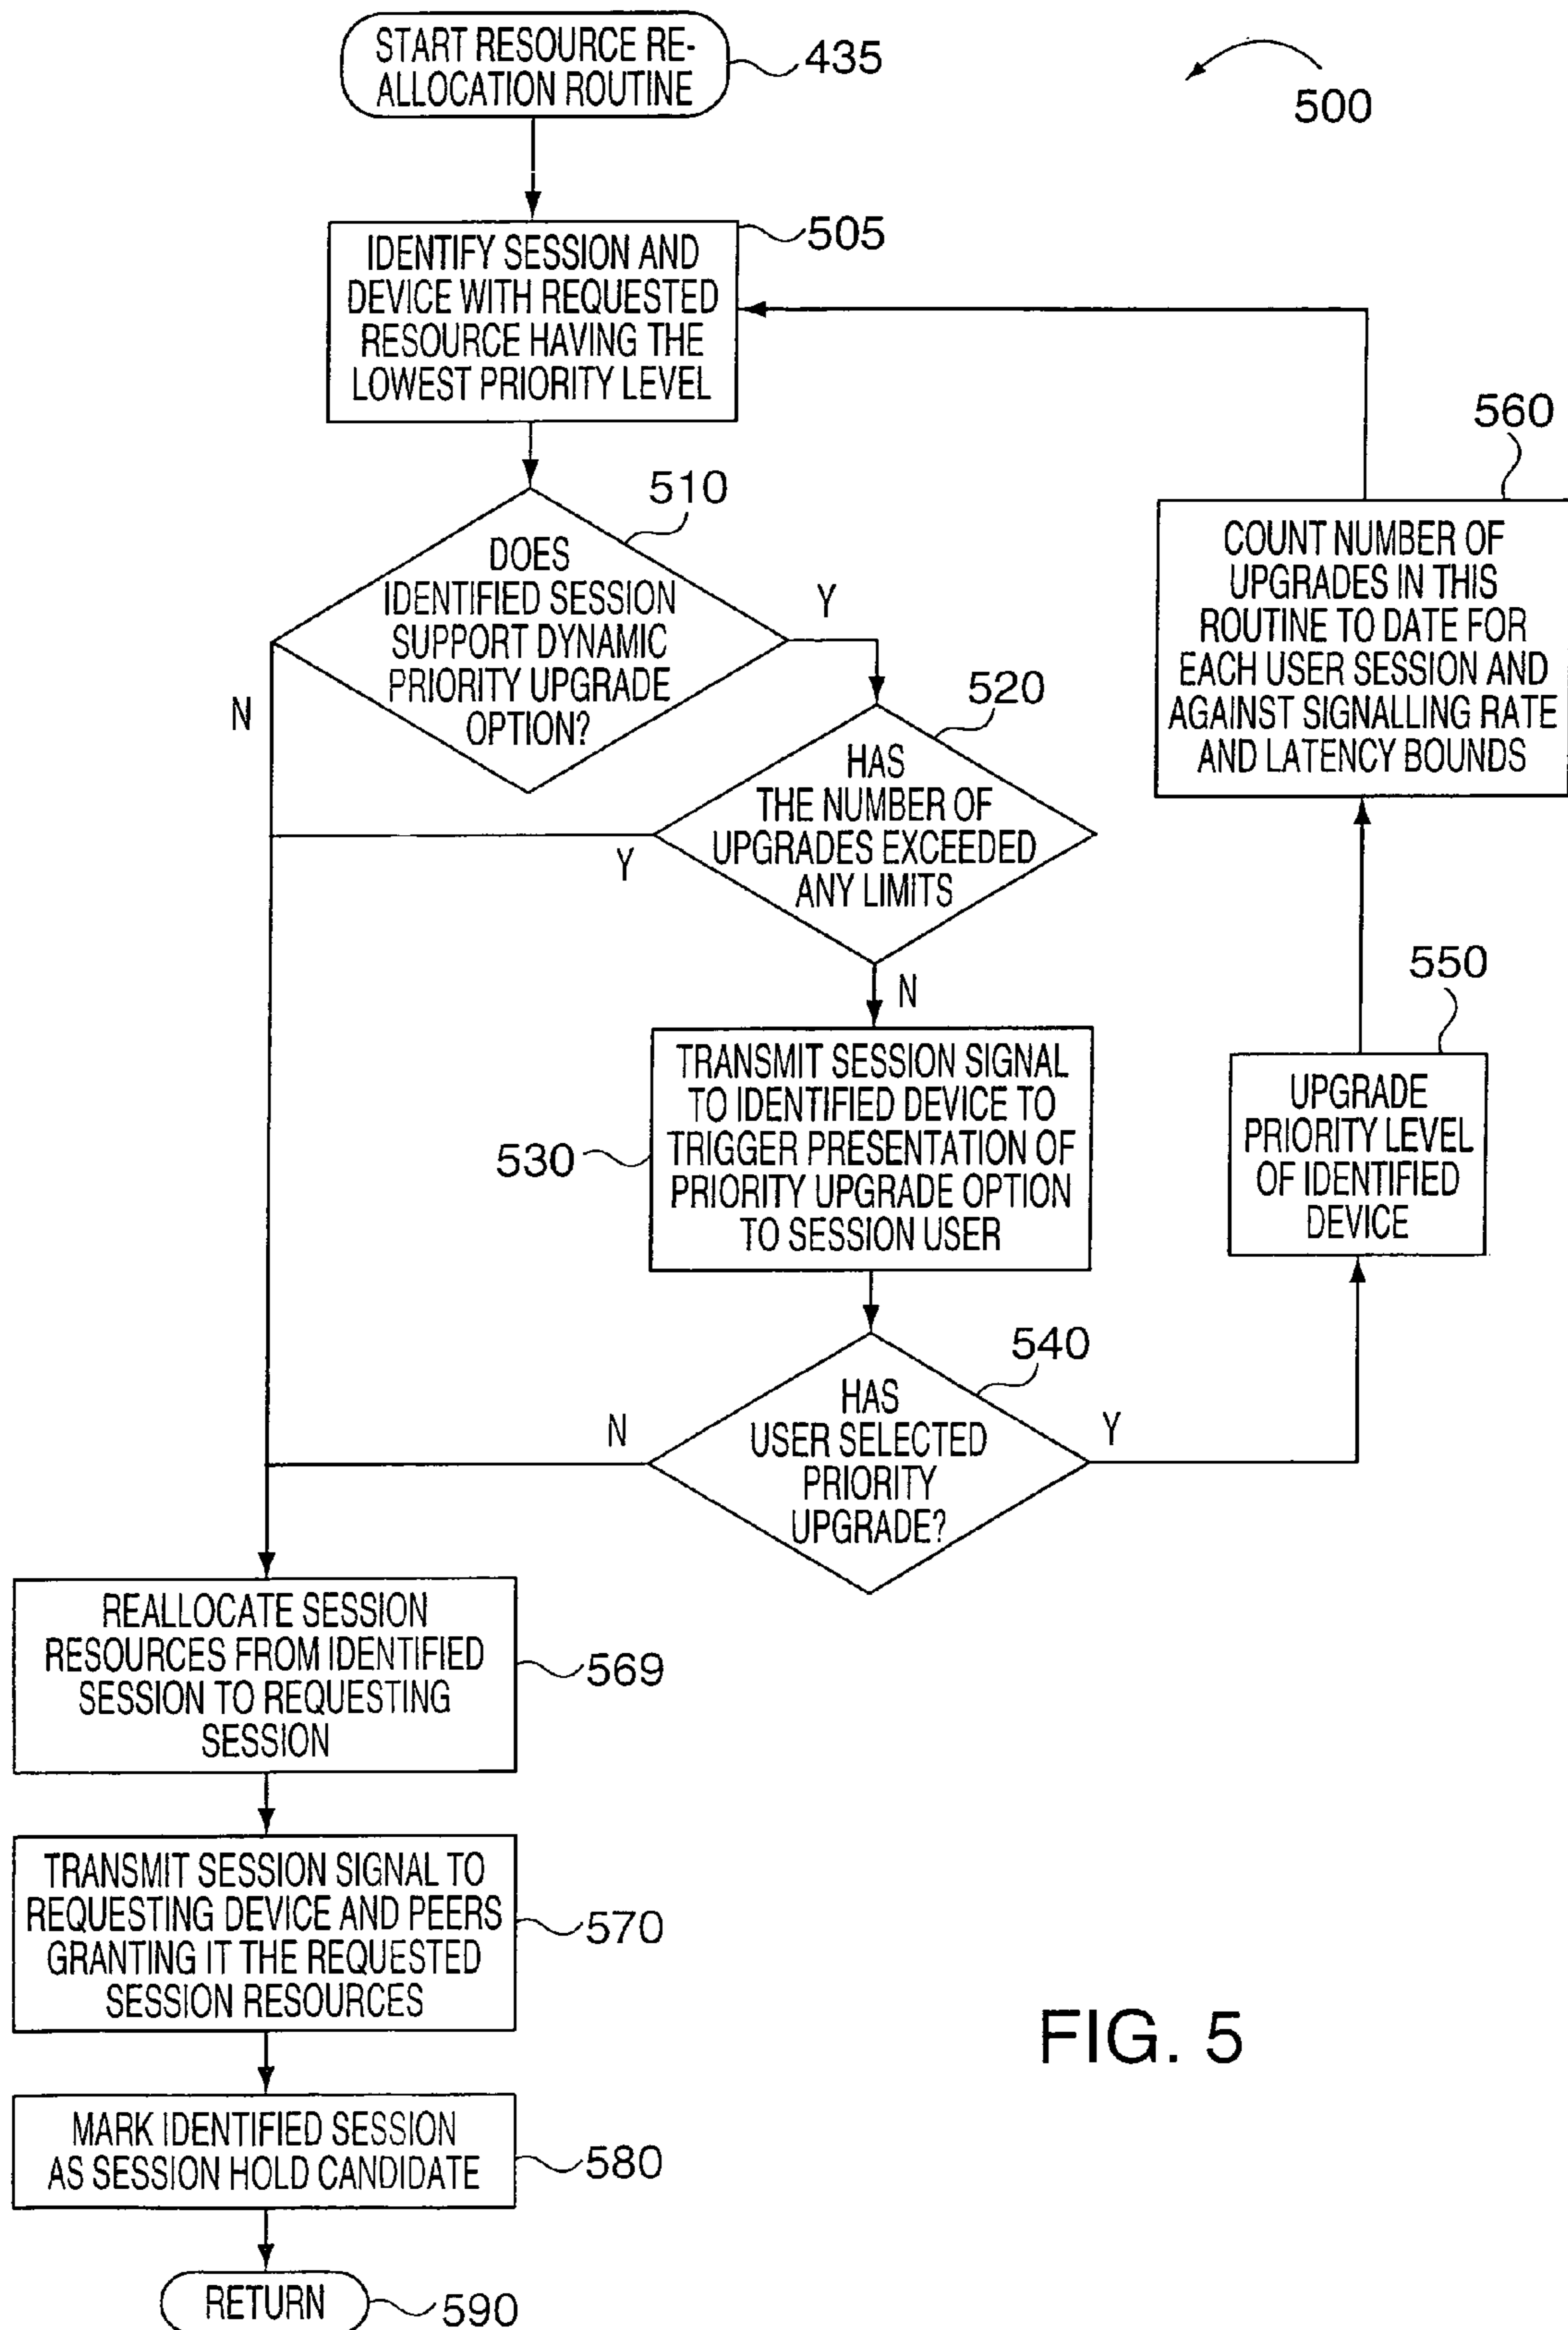 START RESOURCE RE-
ALLOCATION ROUTINE
435
500
IDENTIFY SESSION AND
DEVICE WITH REQUESTED
RESOURCE HAVING THE
LOWEST PRIORITY LEVEL
505
DOES
IDENTIFIED SESSION
SUPPORT DYNAMIC
PRIORITY UPGRADE
OPTION?
510
Y
N
HAS
THE NUMBER OF
UPGRADES EXCEEDED
ANY LIMITS
520
Y
N
COUNT NUMBER OF
UPGRADES IN THIS
ROUTINE TO DATE FOR
EACH USER SESSION AND
AGAINST SIGNALLING RATE
AND LATENCY BOUNDS
560
TRANSMIT SESSION SIGNAL
TO IDENTIFIED DEVICE TO
TRIGGER PRESENTATION OF
PRIORITY UPGRADE OPTION
TO SESSION USER
530
UPGRADE
PRIORITY LEVEL
OF IDENTIFIED
DEVICE
550
HAS
USER SELECTED
PRIORITY
UPGRADE?
540
N
Y
REALLOCATE SESSION
RESOURCES FROM IDENTIFIED
SESSION TO REQUESTING
SESSION
569
TRANSMIT SESSION SIGNAL TO
REQUESTING DEVICE AND PEERS
GRANTING IT THE REQUESTED
SESSION RESOURCES
570
MARK IDENTIFIED SESSION
AS SESSION HOLD CANDIDATE
580
RETURN
590
FIG. 5